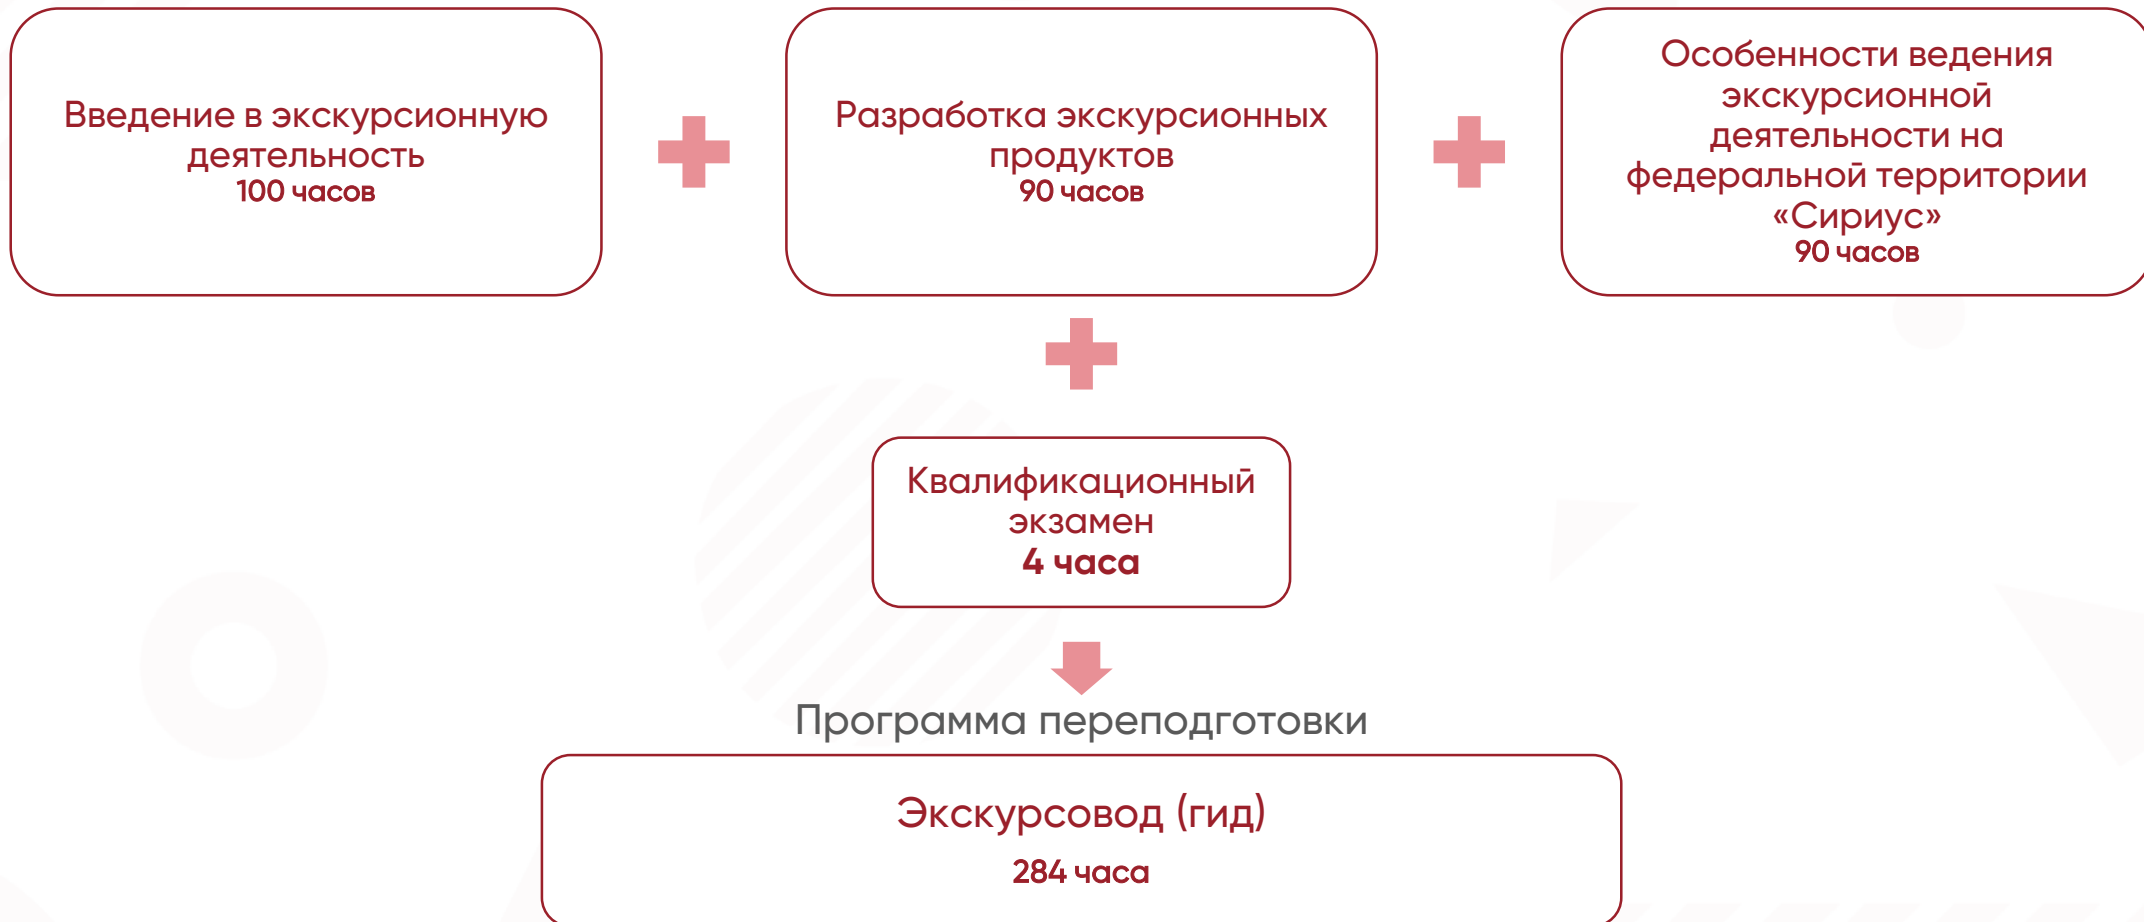 Введение в экскурсионную
деятельность
100 часов
Разработка экскурсионных
продуктов
90 часов
Особенности ведения
экскурсионной
деятельности на
федеральной территории
«Сириус»
90 часов
Квалификационный
экзамен
4 часа
Программа переподготовки
Экскурсовод (гид)
284 часа